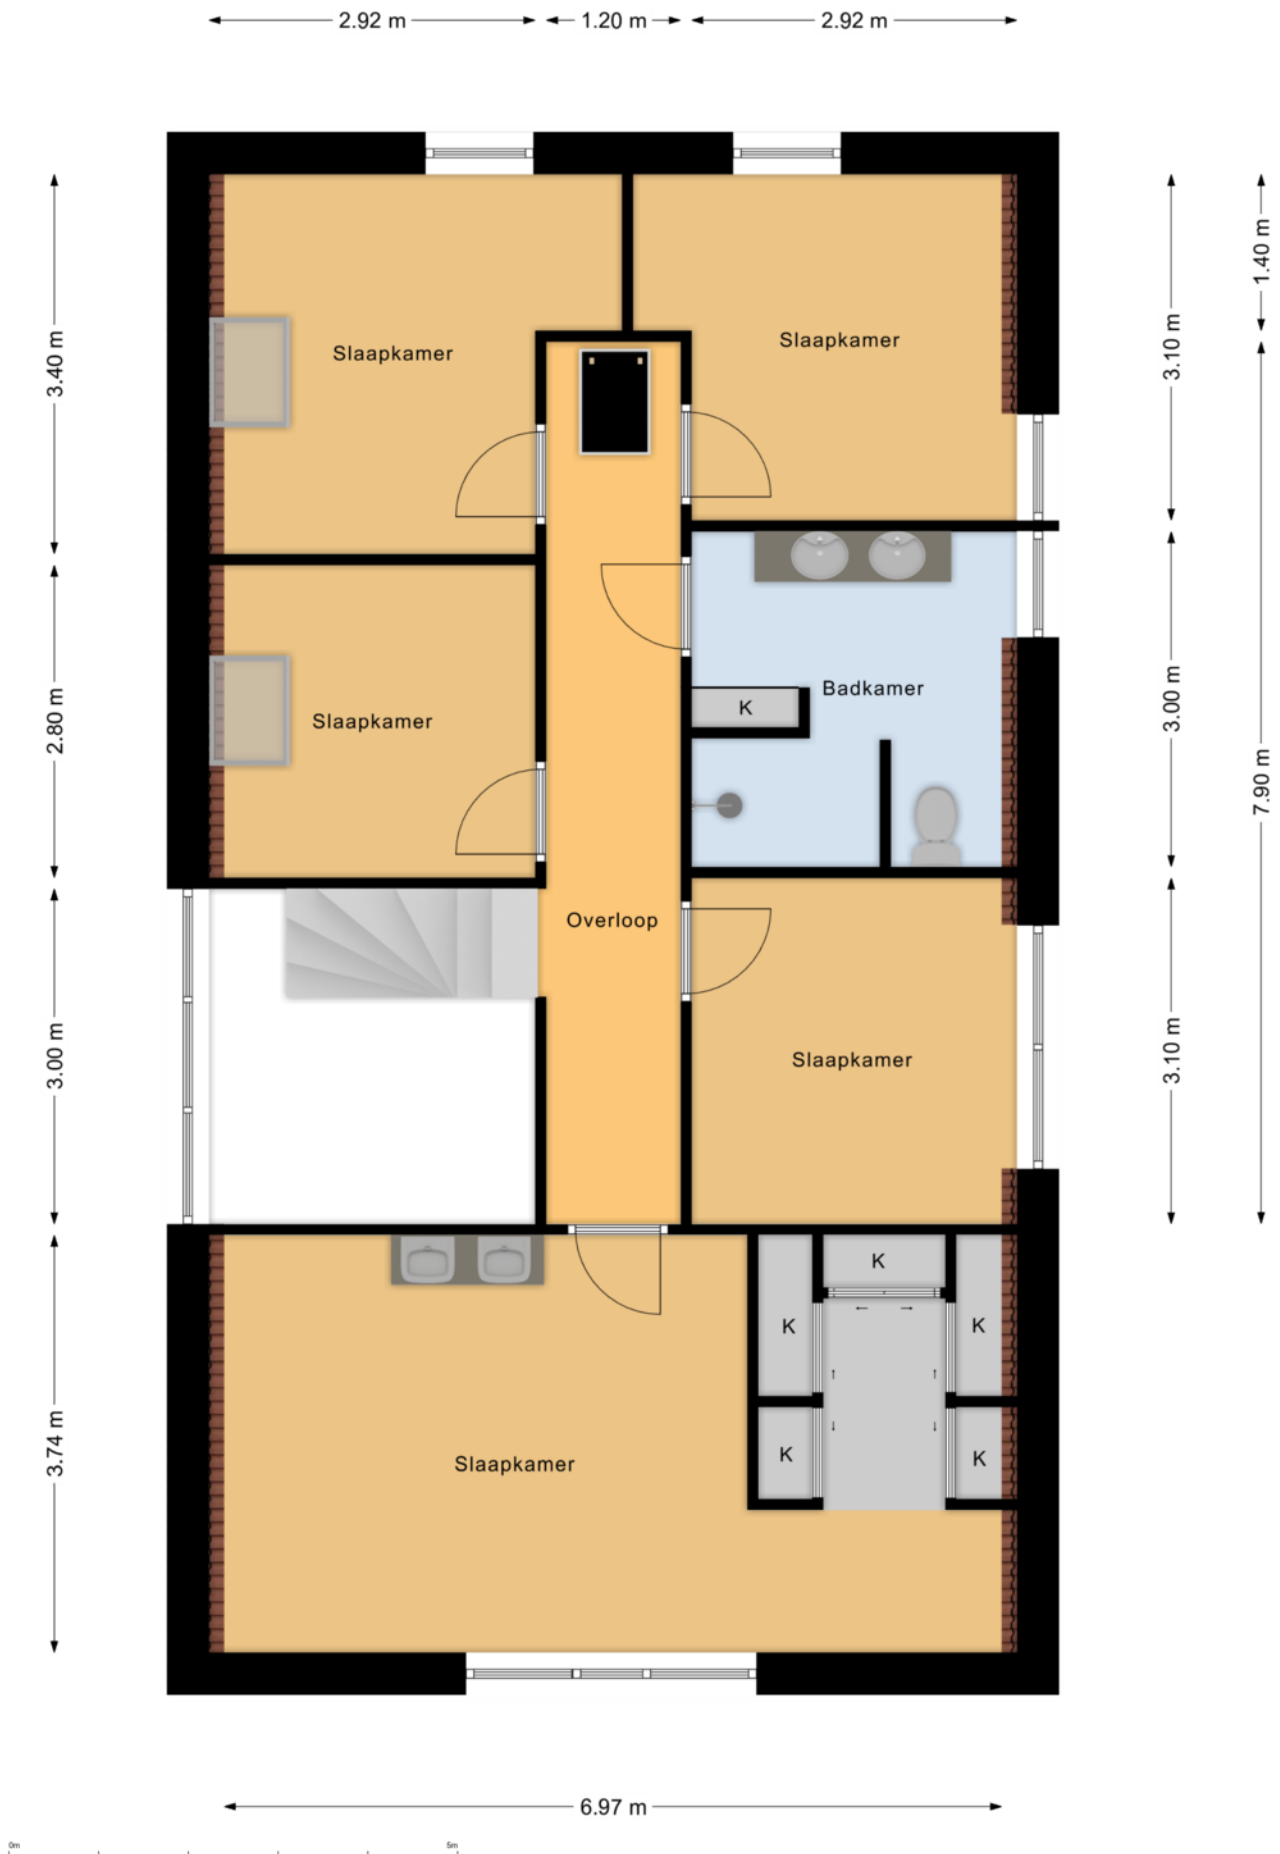 2.92 m
1.20 m
2.92 m
1.40 m
3.10 m
3.40 m
Slaapkamer
Slaapkamer
3.00 m
Badkamer
2.80 m
Slaapkamer
K
7.90 m
Overloop
3.00 m
3.10 m
Slaapkamer
K
K
K
3.74 m
Slaapkamer
K
K
6.97 m
0m
5m